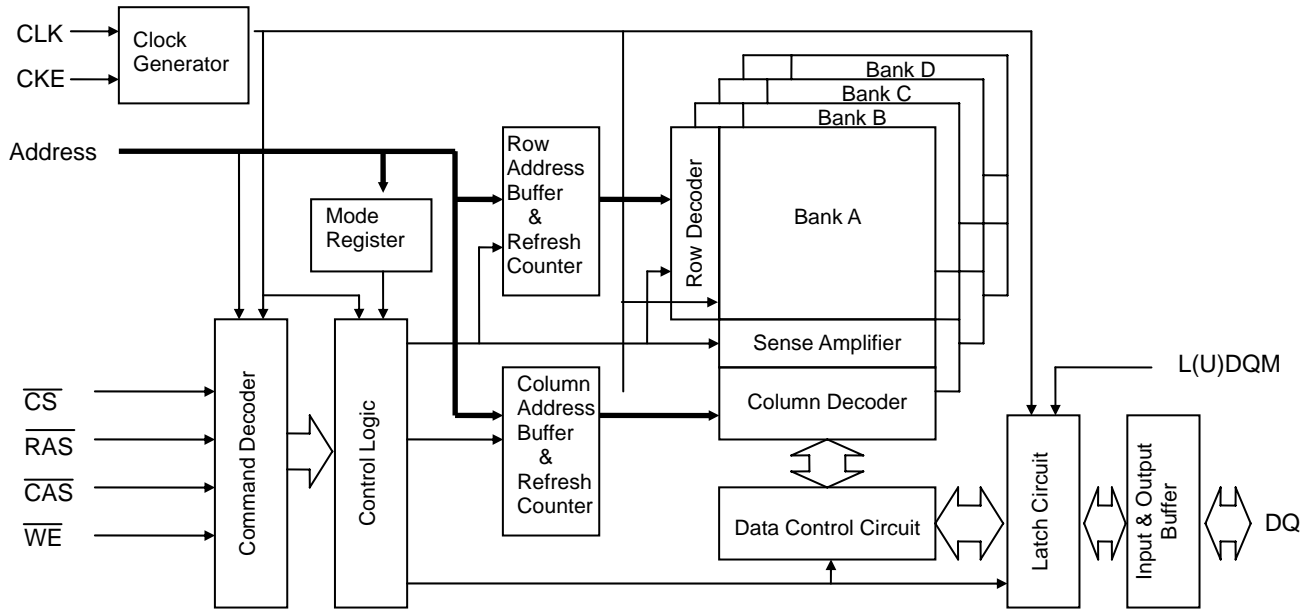 CLK
CKE
Clock
Generator
Bank D
Bank C
Bank B
Address
Row
Address
Buffer
&
Refresh
Counter
Row Decoder
Bank A
Mode
Register
Sense Amplifier
Column Decoder
L(U)DQM
CS
RAS
CAS
WE
Command Decoder
Control Logic
Column
Address
Buffer
&
Refresh
Counter
Data Control Circuit
Latch Circuit
Input & Output
Buffer
DQ